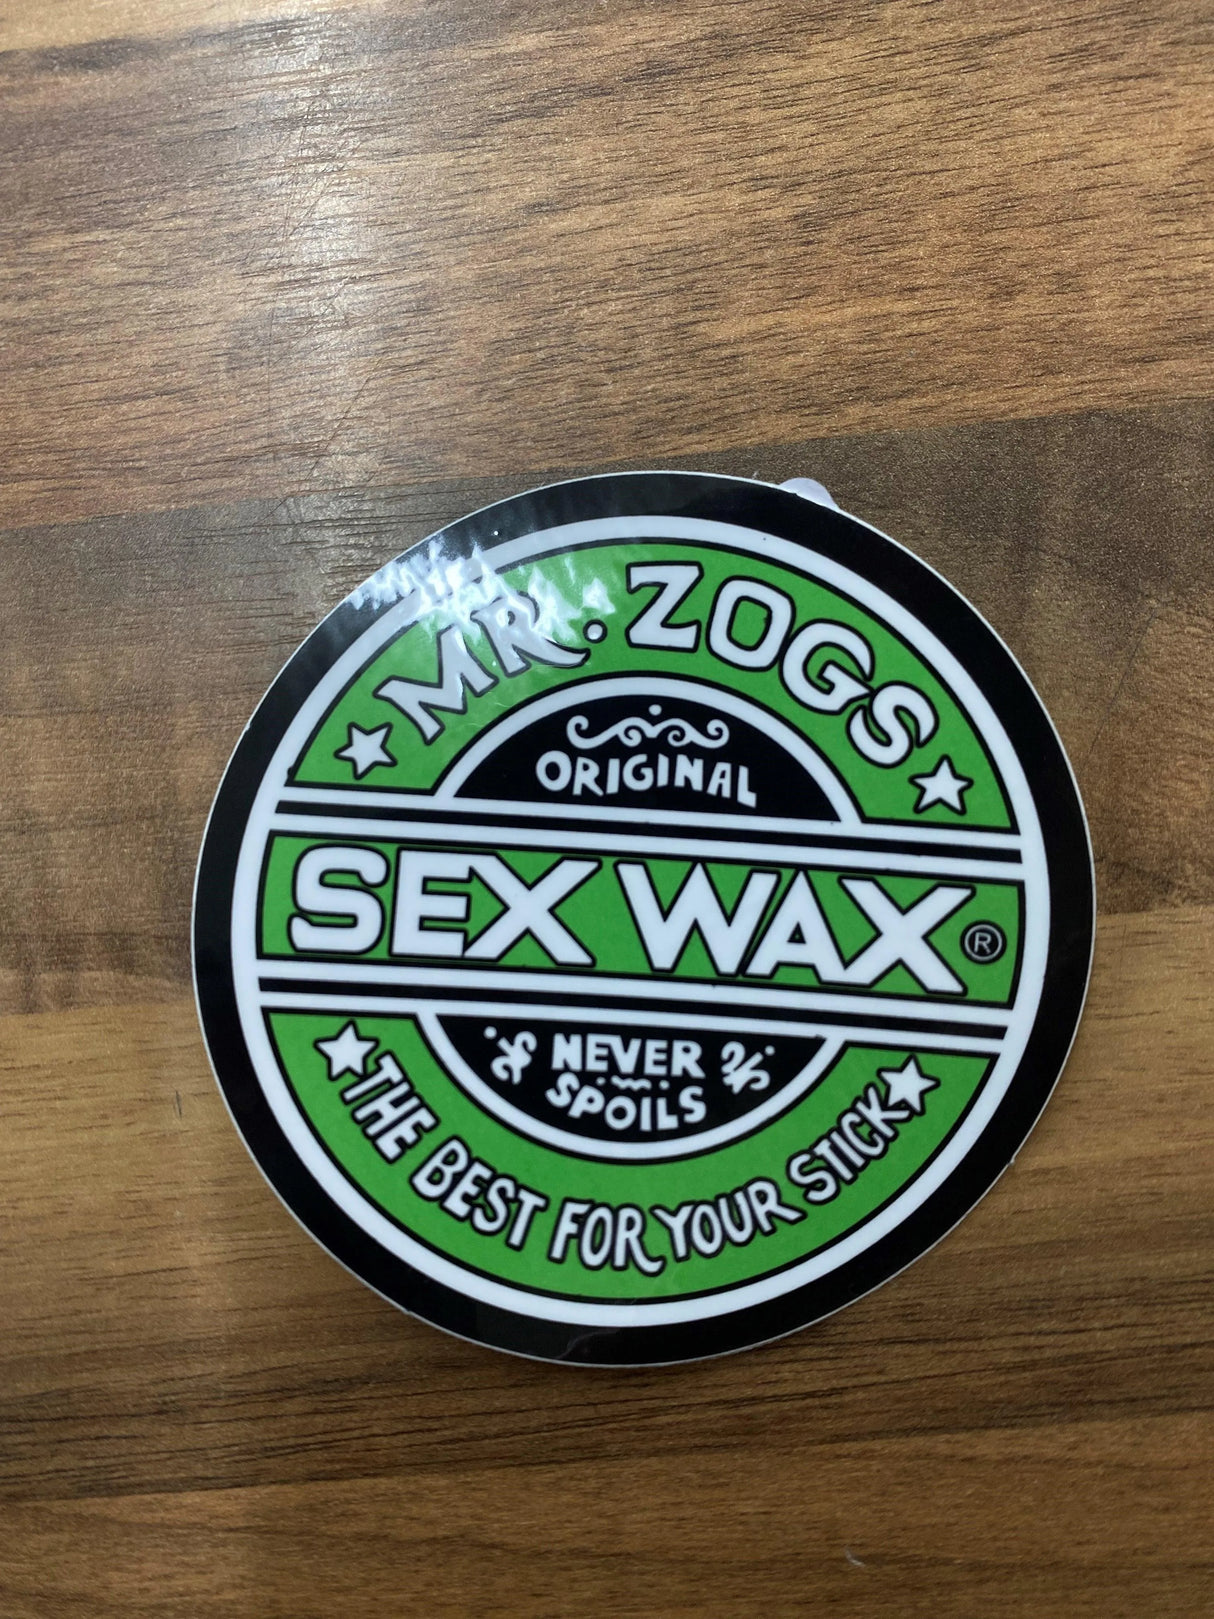 MR. ZOGS
ORIGINAL
SEX WAX®
NEVER
SPOILS
THE BEST FOR YOUR STICK